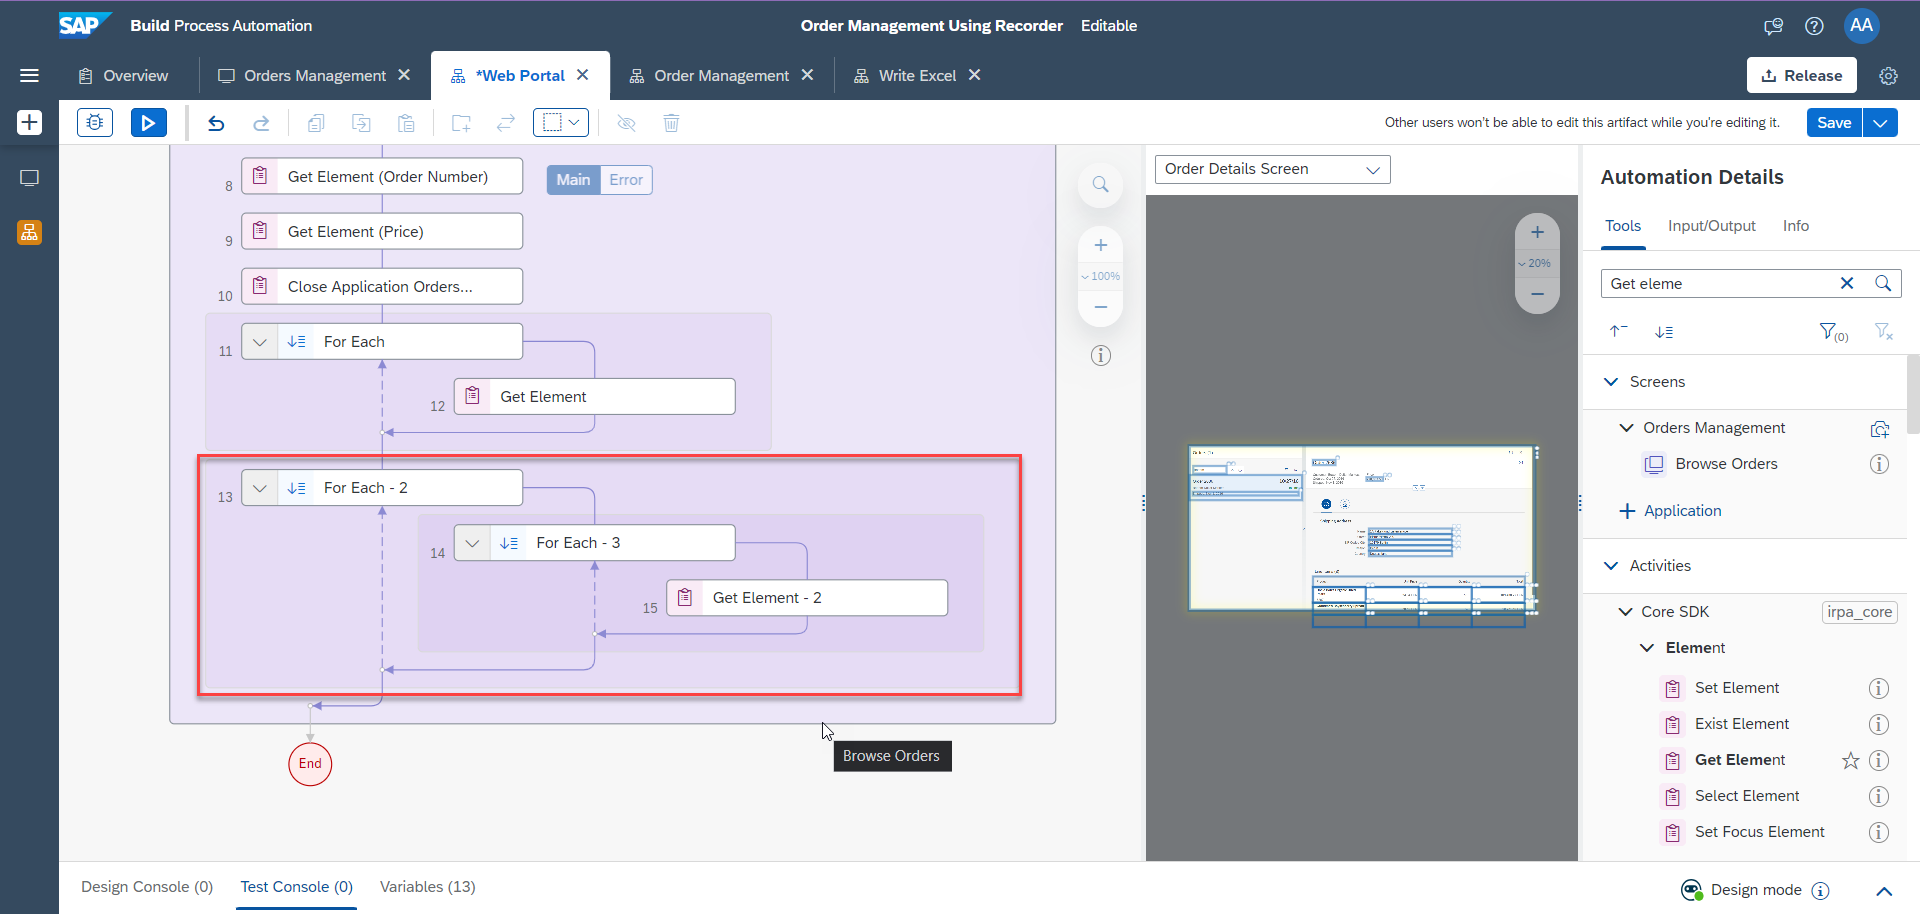 SAP Build Process Automation
Order Management Using Recorder Editable
AA
Overview
Orders Management
*Web Portal
Order Management
Write Excel
Release
Other users won't be able to edit this artifact while you're editing it.
Save
8 Get Element (Order Number)
Main Error
9 Get Element (Price)
10 Close Application Orders...
11 For Each
12 Get Element
13 For Each - 2
14 For Each - 3
15 Get Element - 2
End
Browse Orders
100%
Order Details Screen
20%
Automation Details
Tools Input/Output Info
Get eleme
(0)
Screens
Orders Management
Browse Orders
Application
Activities
Core SDK irpa_core
Element
Set Element
Exist Element
Get Element
Select Element
Set Focus Element
Design Console (0) Test Console (0) Variables (13)
Design mode